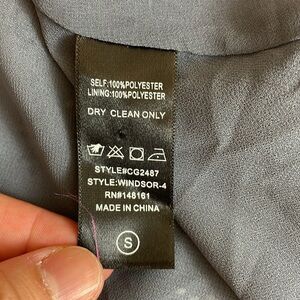 SELF:100%POLYESTER
LINING:100%POLYESTER
DRY CLEAN ONLY
STYLE#CG2487
STYLE:WINDSOR-4
RN#148161
MADE IN CHINA
S